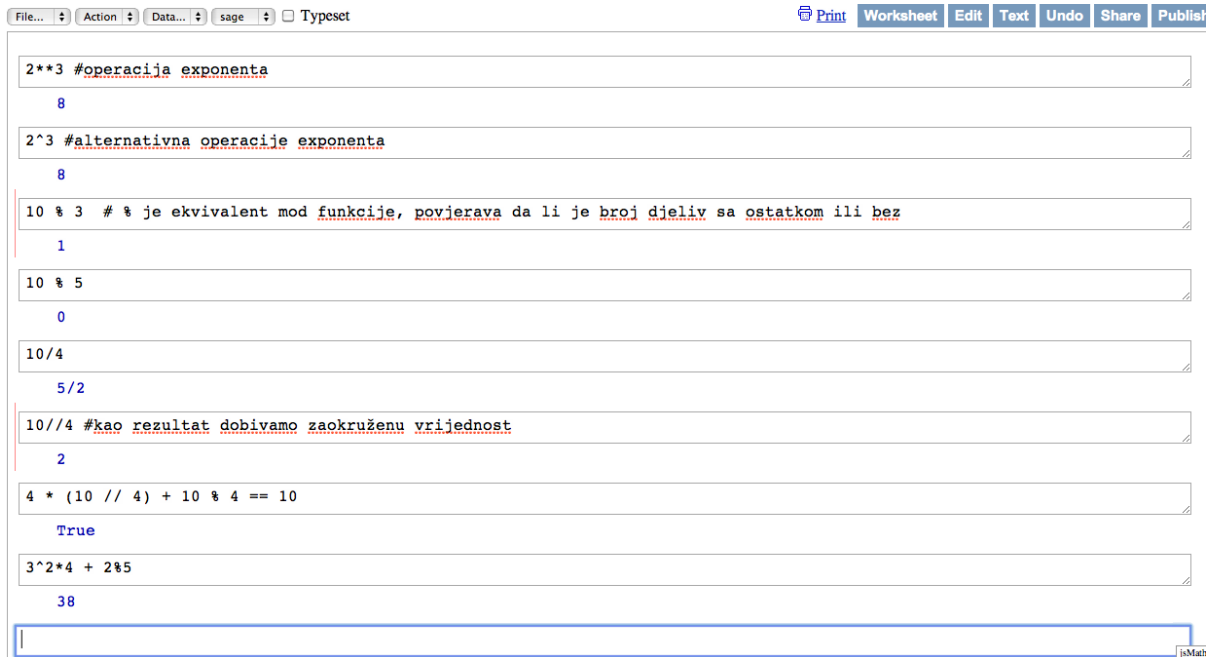 File... Action Data... sage Typeset Print Worksheet Edit Text Undo Share Publish
2**3 #operacija exponenta
8
2^3 #alternativna operacije exponenta
8
10 % 3  # % je ekvivalent mod funkcije, povjerava da li je broj djeliv sa ostatkom ili bez
1
10 % 5
0
10/4
5/2
10//4 #kao rezultat dobivamo zaokruženu vrijednost
2
4 * (10 // 4) + 10 % 4 == 10
True
3^2*4 + 2%5
38
jsMath